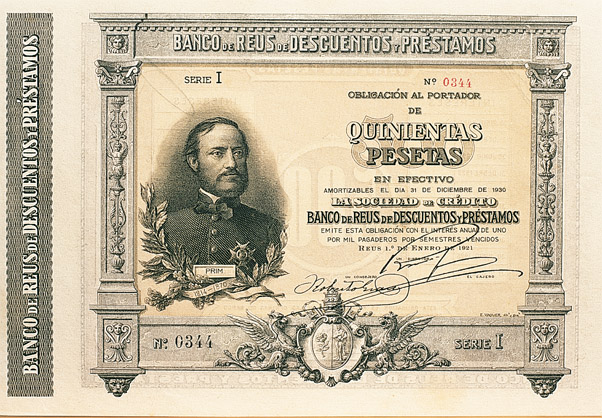 BANCO DE REUS DE DESCUENTOS Y PRÉSTAMOS
BANCO DE REUS DE DESCUENTOS Y PRÉSTAMOS
SERIE I
Nº 0344
OBLIGACIÓN AL PORTADOR
DE
QUINIENTAS
PESETAS
EN EFECTIVO
AMORTIZABLES EL DIA 31 DE DICIEMBRE DE 1930
LA SOCIEDAD DE CRÉDITO
BANCO DE REUS DE DESCUENTOS Y PRÉSTAMOS
EMITE ESTA OBLIGACIÓN CON EL INTERÉS ANUAL DE UNO
POR MIL PAGADEROS POR SEMESTRES VENCIDOS
REUS 1.º DE ENERO DE 1921
UN CONSEJERO
EL CAJERO
PRIM
Nº 0344
SERIE I